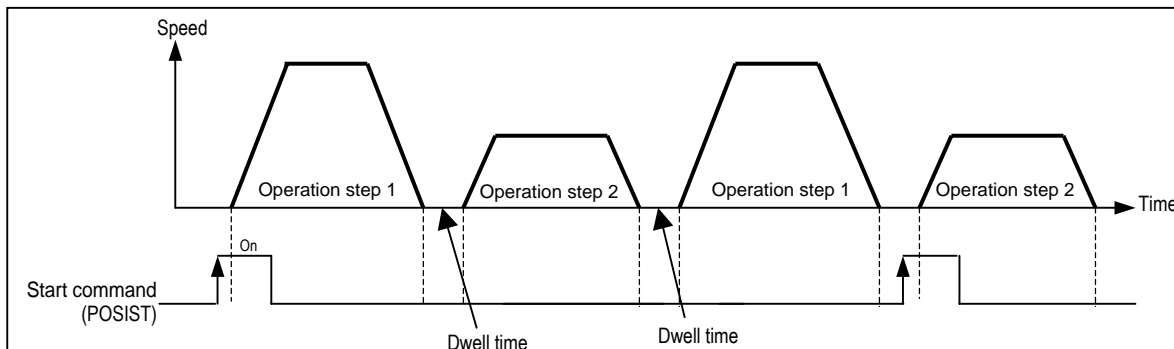 Speed
Operation step 1
Operation step 2
Operation step 1
Operation step 2
Time
On
Start command
(POSIST)
Dwell time
Dwell time